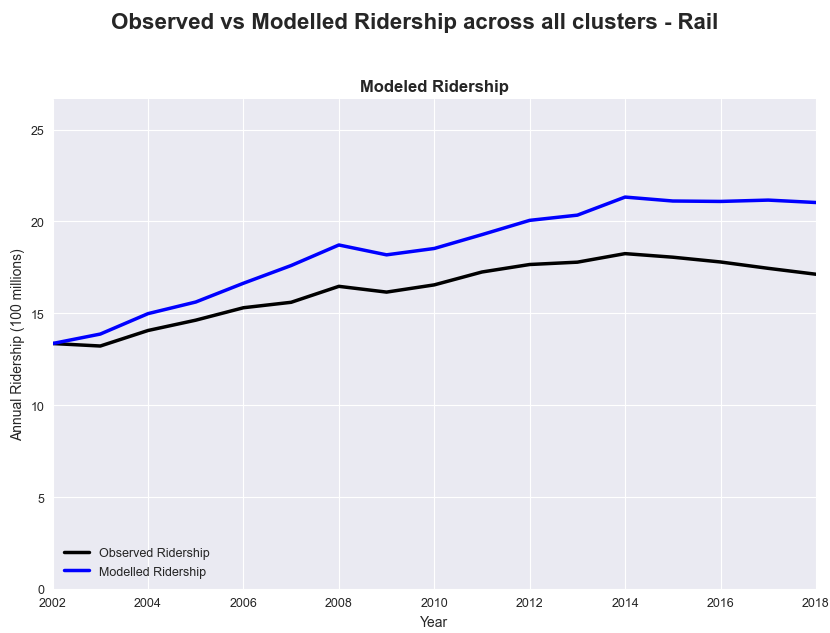 Observed vs Modelled Ridership across all clusters - Rail
Modeled Ridership
Annual Ridership (100 millions)
25
20
15
10
5
0
Observed Ridership
Modelled Ridership
2002 2004 2006 2008 2010 2012 2014 2016 2018
Year